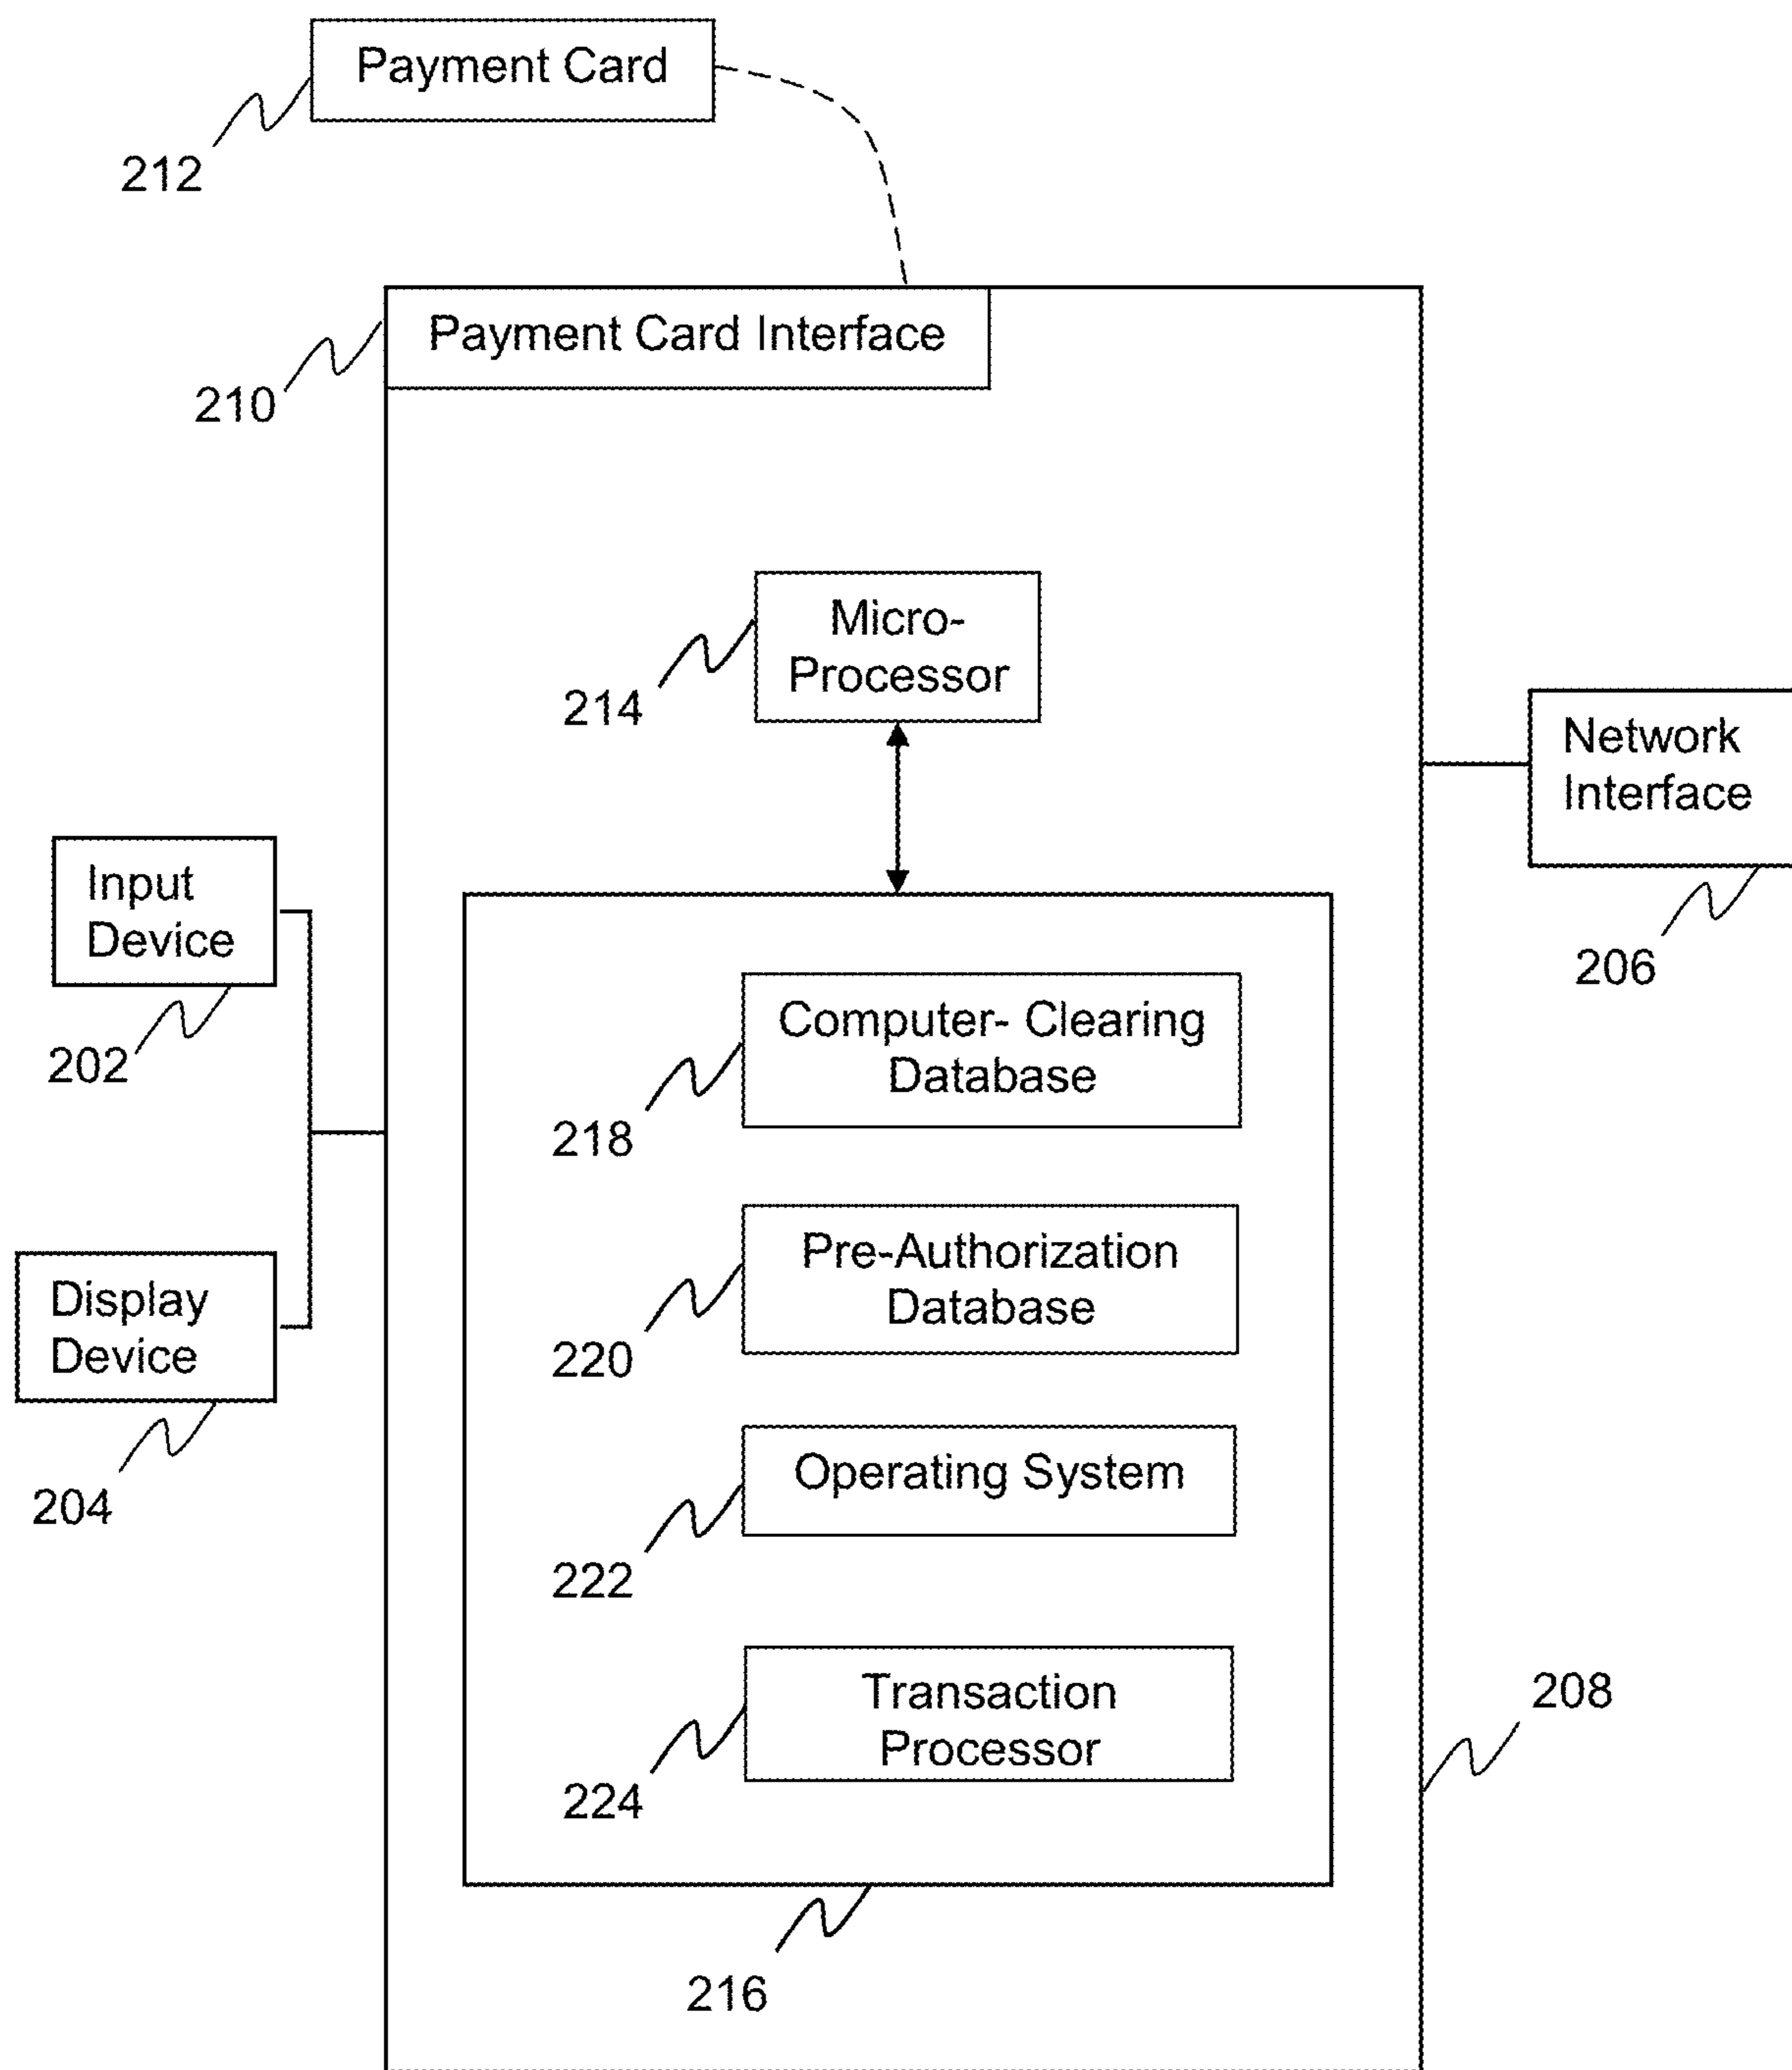 Payment Card
212
Payment Card Interface
210
Micro-
Processor
214
Network
Interface
206
Input
Device
202
Computer- Clearing
Database
218
Pre-Authorization
Database
220
Display
Device
204
Operating System
222
Transaction
Processor
224
208
216